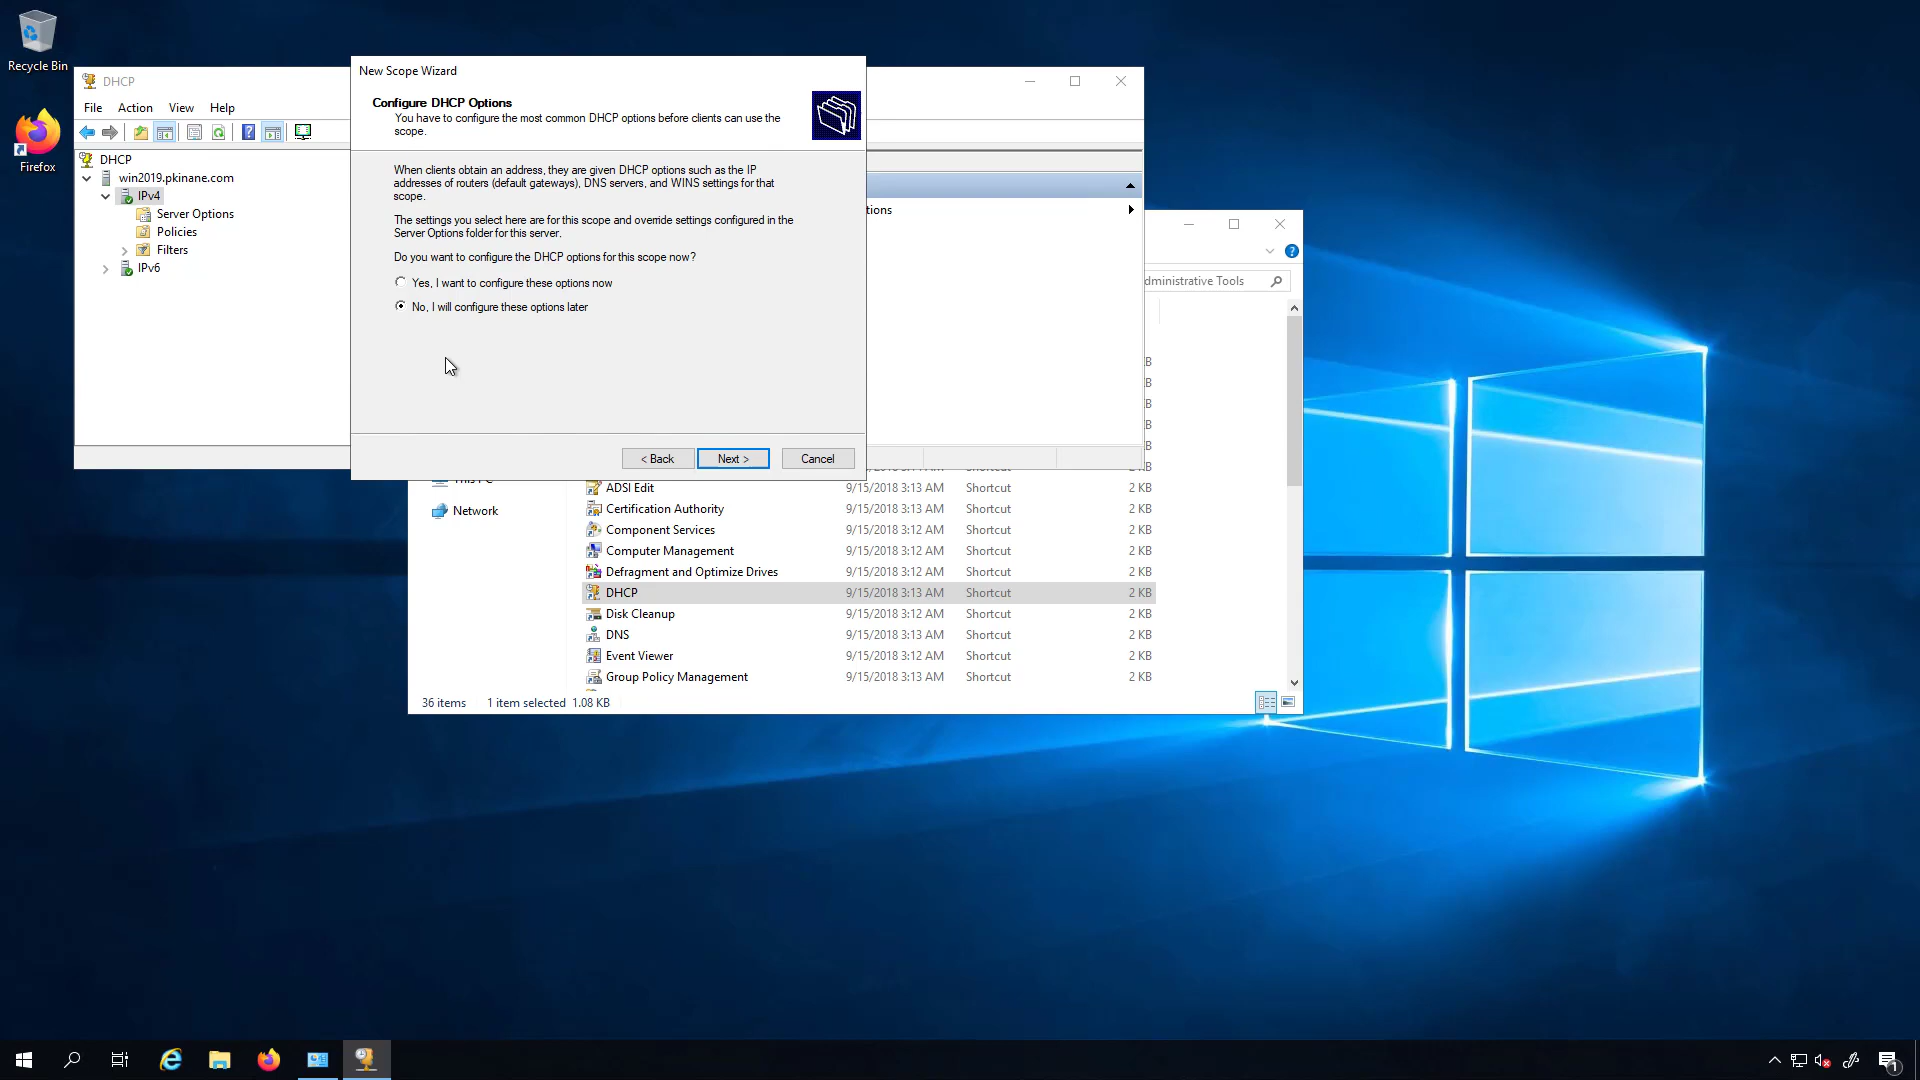 Recycle Bin
Firefox
DHCP
File Action View Help
DHCP
win2019.pkinane.com
IPv4
Server Options
Policies
Filters
IPv6
New Scope Wizard
Configure DHCP Options
You have to configure the most common DHCP options before clients can use the
scope.
When clients obtain an address, they are given DHCP options such as the IP
addresses of routers (default gateways), DNS servers, and WINS settings for that
scope.
The settings you select here are for this scope and override settings configured in the
Server Options folder for this server.
Do you want to configure the DHCP options for this scope now?
Yes, I want to configure these options now
No, I will configure these options later
< Back Next > Cancel
tions
dministrative Tools
B
B
B
B
B
2 KB
Network
ADSI Edit 9/15/2018 3:13 AM Shortcut 2 KB
Certification Authority 9/15/2018 3:13 AM Shortcut 2 KB
Component Services 9/15/2018 3:12 AM Shortcut 2 KB
Computer Management 9/15/2018 3:12 AM Shortcut 2 KB
Defragment and Optimize Drives 9/15/2018 3:12 AM Shortcut 2 KB
DHCP 9/15/2018 3:13 AM Shortcut 2 KB
Disk Cleanup 9/15/2018 3:12 AM Shortcut 2 KB
DNS 9/15/2018 3:13 AM Shortcut 2 KB
Event Viewer 9/15/2018 3:12 AM Shortcut 2 KB
Group Policy Management 9/15/2018 3:13 AM Shortcut 2 KB
36 items 1 item selected 1.08 KB
1